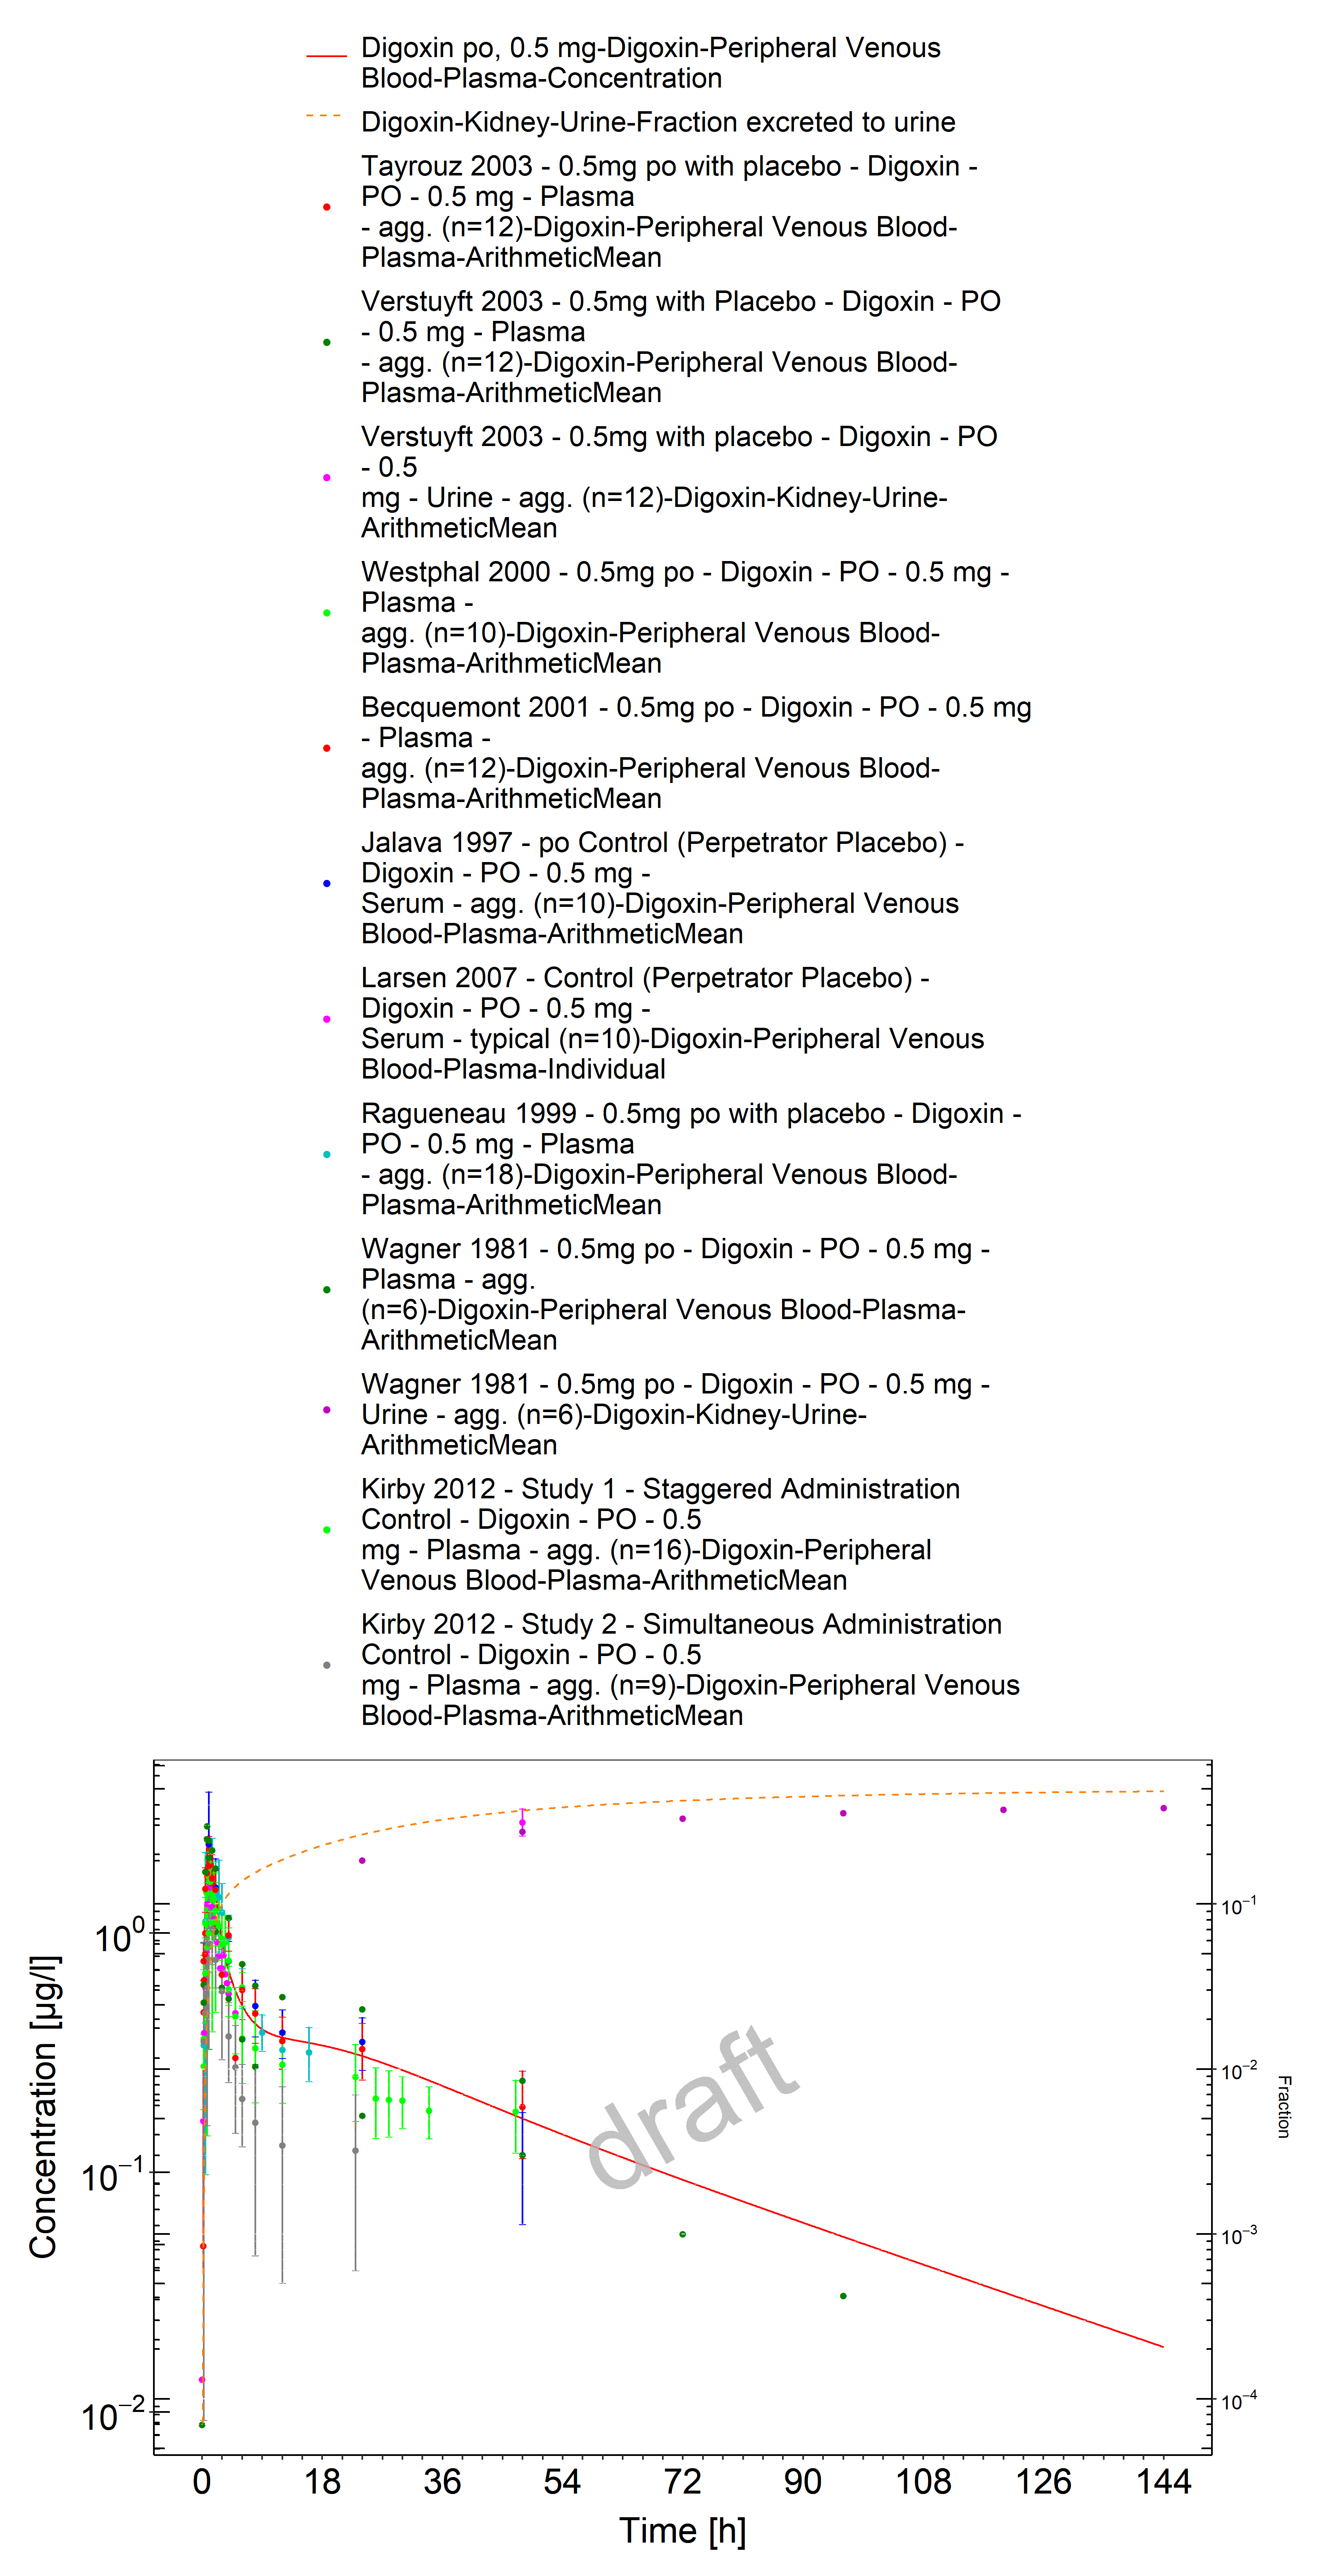 Digoxin po, 0.5 mg-Digoxin-Peripheral Venous
Blood-Plasma-Concentration
Digoxin-Kidney-Urine-Fraction excreted to urine
Tayrouz 2003 - 0.5mg po with placebo - Digoxin -
PO - 0.5 mg - Plasma
- agg. (n=12)-Digoxin-Peripheral Venous Blood-
Plasma-ArithmeticMean
Verstuyft 2003 - 0.5mg with Placebo - Digoxin - PO
- 0.5 mg - Plasma
- agg. (n=12)-Digoxin-Peripheral Venous Blood-
Plasma-ArithmeticMean
Verstuyft 2003 - 0.5mg with placebo - Digoxin - PO
- 0.5
mg - Urine - agg. (n=12)-Digoxin-Kidney-Urine-
ArithmeticMean
Westphal 2000 - 0.5mg po - Digoxin - PO - 0.5 mg -
Plasma -
agg. (n=10)-Digoxin-Peripheral Venous Blood-
Plasma-ArithmeticMean
Becquemont 2001 - 0.5mg po - Digoxin - PO - 0.5 mg
- Plasma -
agg. (n=12)-Digoxin-Peripheral Venous Blood-
Plasma-ArithmeticMean
Jalava 1997 - po Control (Perpetrator Placebo) -
Digoxin - PO - 0.5 mg -
Serum - agg. (n=10)-Digoxin-Peripheral Venous
Blood-Plasma-ArithmeticMean
Larsen 2007 - Control (Perpetrator Placebo) -
Digoxin - PO - 0.5 mg -
Serum - typical (n=10)-Digoxin-Peripheral Venous
Blood-Plasma-Individual
Ragueneau 1999 - 0.5mg po with placebo - Digoxin -
PO - 0.5 mg - Plasma
- agg. (n=18)-Digoxin-Peripheral Venous Blood-
Plasma-ArithmeticMean
Wagner 1981 - 0.5mg po - Digoxin - PO - 0.5 mg -
Plasma - agg.
(n=6)-Digoxin-Peripheral Venous Blood-Plasma-
ArithmeticMean
Wagner 1981 - 0.5mg po - Digoxin - PO - 0.5 mg -
Urine - agg. (n=6)-Digoxin-Kidney-Urine-
ArithmeticMean
Kirby 2012 - Study 1 - Staggered Administration
Control - Digoxin - PO - 0.5
mg - Plasma - agg. (n=16)-Digoxin-Peripheral
Venous Blood-Plasma-ArithmeticMean
Kirby 2012 - Study 2 - Simultaneous Administration
Control - Digoxin - PO - 0.5
mg - Plasma - agg. (n=9)-Digoxin-Peripheral Venous
Blood-Plasma-ArithmeticMean
Concentration [µg/l]
10⁰
10⁻¹
10⁻²
draft
10⁻¹
10⁻²
10⁻³
10⁻⁴
Fraction
0 18 36 54 72 90 108 126 144
Time [h]